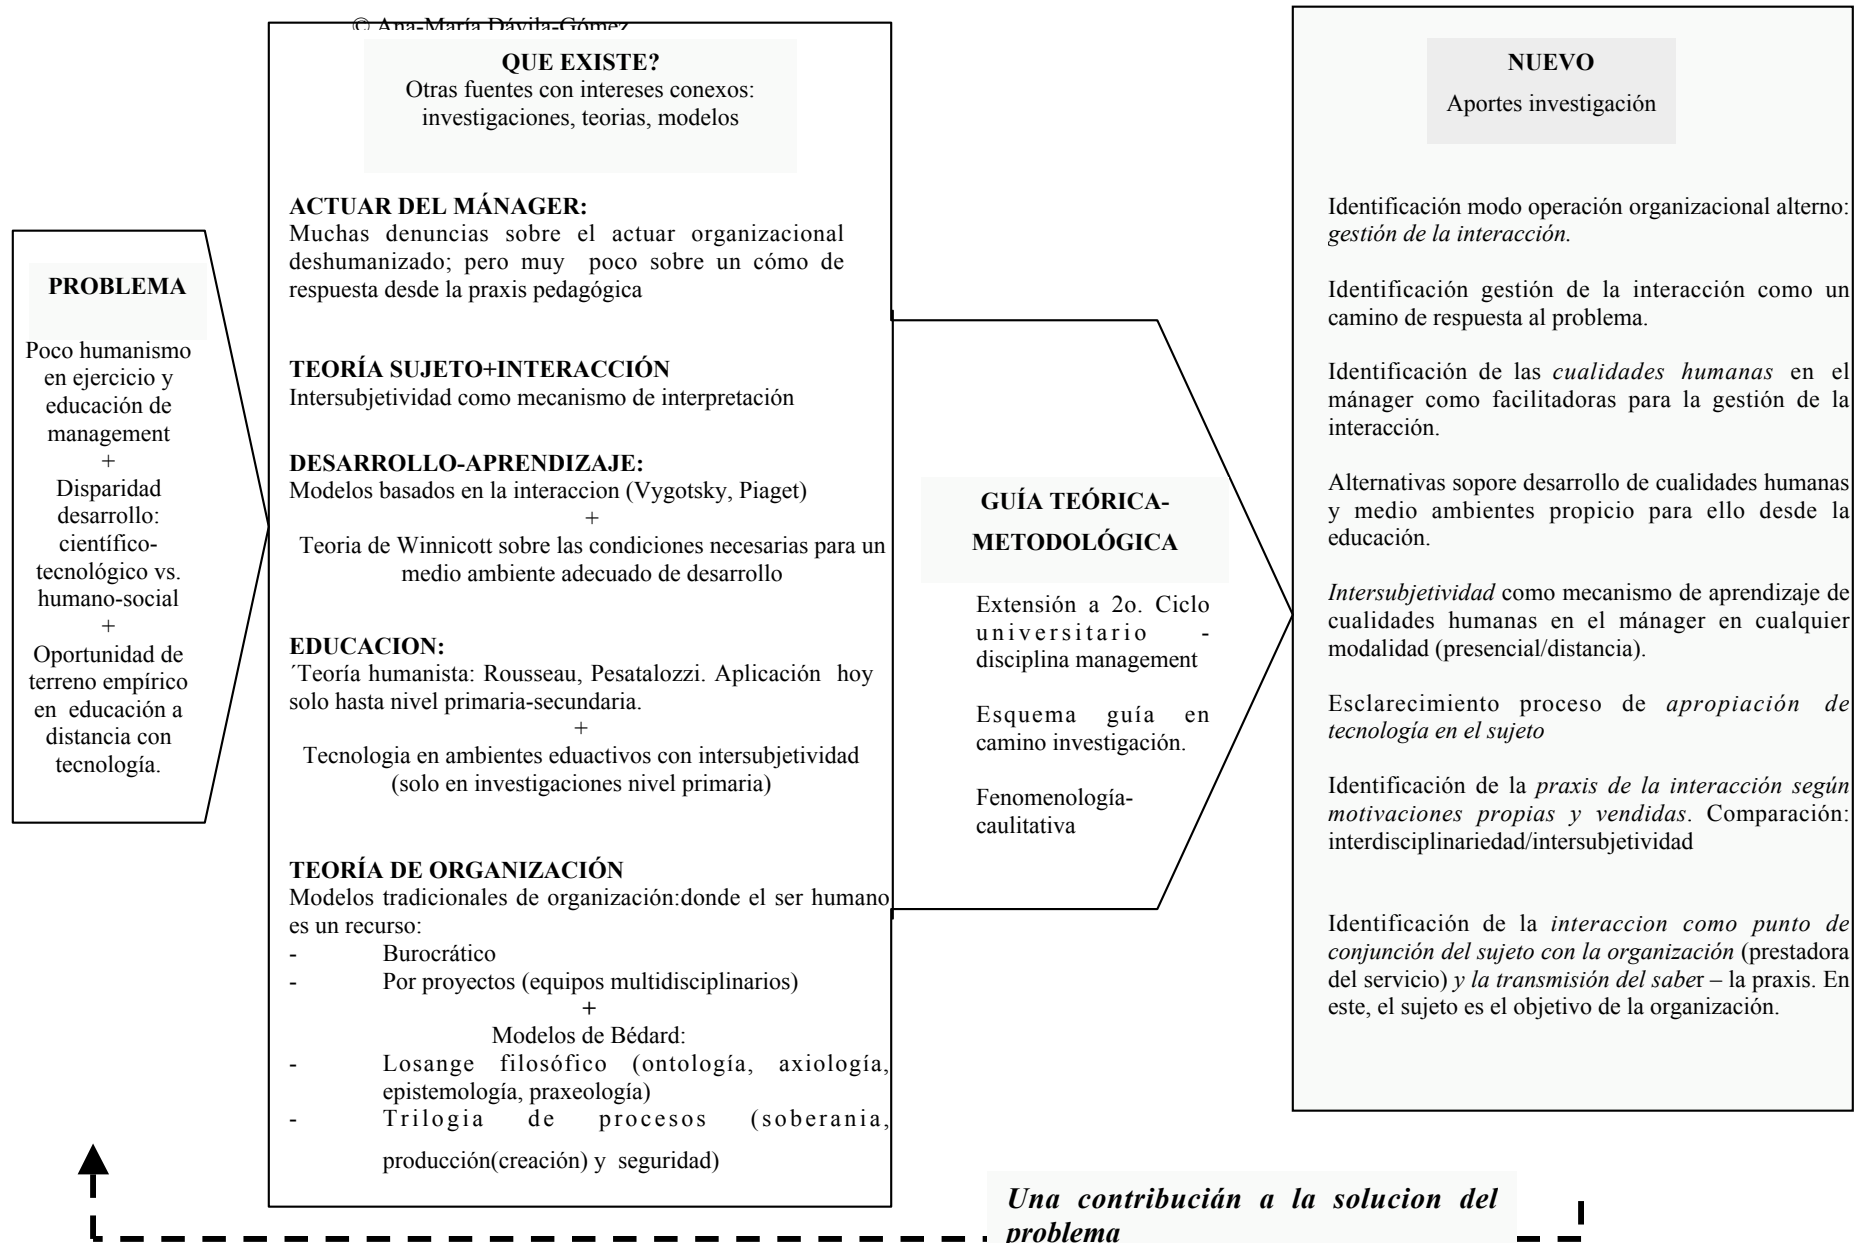 © Ana-María Dávila-Gómez
PROBLEMA
Poco humanismo
en ejercicio y
educación de
management
+
Disparidad
desarrollo:
científico-
tecnológico vs.
humano-social
+
Oportunidad de
terreno empírico
en educación a
distancia con
tecnología.
QUE EXISTE?
Otras fuentes con intereses conexos:
investigaciones, teorias, modelos
ACTUAR DEL MÁNAGER:
Muchas denuncias sobre el actuar organizacional
deshumanizado; pero muy poco sobre un cómo de
respuesta desde la praxis pedagógica
TEORÍA SUJETO+INTERACCIÓN
Intersubjetividad como mecanismo de interpretación
DESARROLLO-APRENDIZAJE:
Modelos basados en la interaccion (Vygotsky, Piaget)
+
Teoria de Winnicott sobre las condiciones necesarias para un
medio ambiente adecuado de desarrollo
EDUCACION:
´Teoría humanista: Rousseau, Pesatalozzi. Aplicación hoy
solo hasta nivel primaria-secundaria.
+
Tecnologia en ambientes eduactivos con intersubjetividad
(solo en investigaciones nivel primaria)
TEORÍA DE ORGANIZACIÓN
Modelos tradicionales de organización:donde el ser humano
es un recurso:
- Burocrático
- Por proyectos (equipos multidisciplinarios)
+
Modelos de Bédard:
- Losange filosófico (ontología, axiología,
epistemología, praxeología)
- Trilogia de procesos (soberania,
producción(creación) y seguridad)
GUÍA TEÓRICA-
METODOLÓGICA
Extensión a 2o. Ciclo
universitario -
disciplina management
Esquema guía en
camino investigación.
Fenomenología-
caulitativa
NUEVO
Aportes investigación
Identificación modo operación organizacional alterno:
gestión de la interacción.
Identificación gestión de la interacción como un
camino de respuesta al problema.
Identificación de las cualidades humanas en el
mánager como facilitadoras para la gestión de la
interacción.
Alternativas sopore desarrollo de cualidades humanas
y medio ambientes propicio para ello desde la
educación.
Intersubjetividad como mecanismo de aprendizaje de
cualidades humanas en el mánager en cualquier
modalidad (presencial/distancia).
Esclarecimiento proceso de apropiación de
tecnología en el sujeto
Identificación de la praxis de la interacción según
motivaciones propias y vendidas. Comparación:
interdisciplinariedad/intersubjetividad
Identificación de la interaccion como punto de
conjunción del sujeto con la organización (prestadora
del servicio) y la transmisión del saber – la praxis. En
este, el sujeto es el objetivo de la organización.
Una contribucián a la solucion del
problema